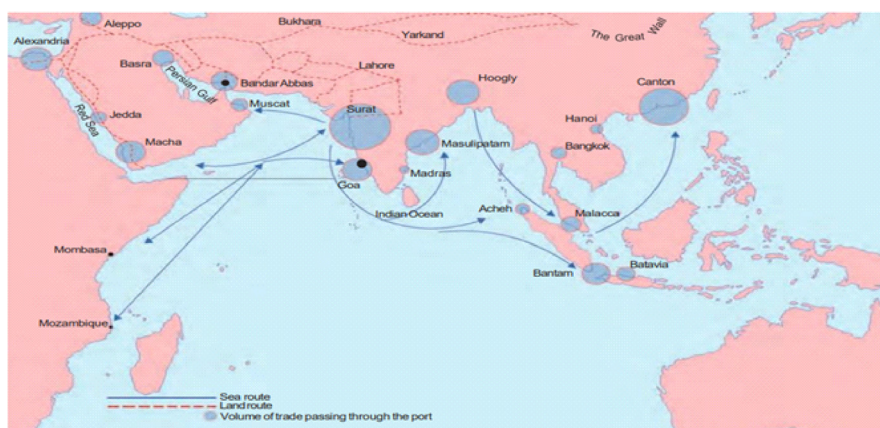 Aleppo
Bukhara
Yarkand
The Great Wall
Alexandria
Basra
Lahore
Persian Gulf
Bandar Abbas
Hoogly
Canton
Muscat
Surat
Red Sea
Jedda
Hanoi
Macha
Masulipatam
Bangkok
Goa
Madras
Indian Ocean
Acheh
Malacca
Mombasa
Bantam
Batavia
Mozambique
Sea route
Land route
Volume of trade passing through the port